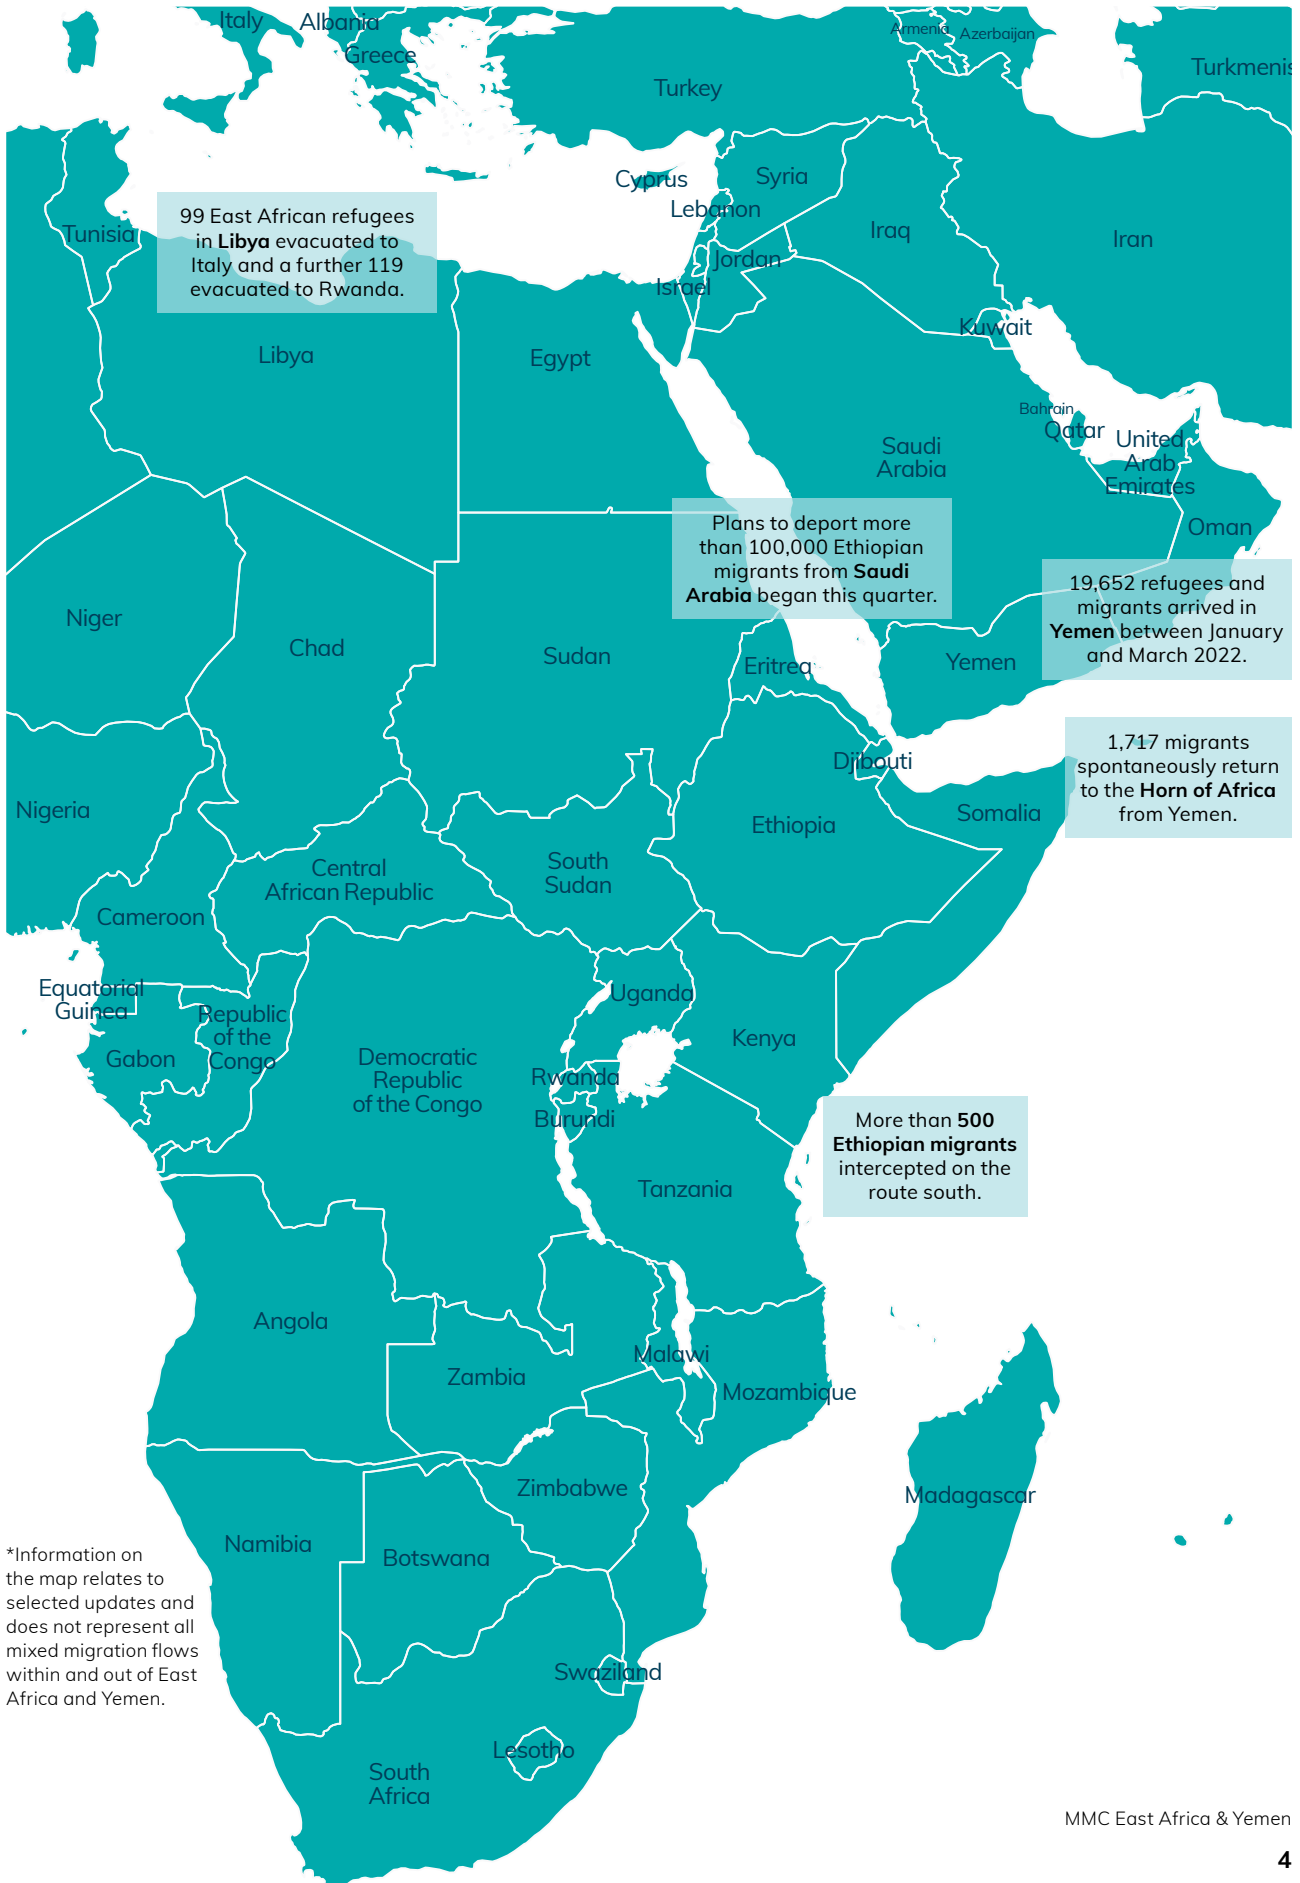 Italy
Albania
Greece
Armenia
Azerbaijan
Turkey
Turkmenis
Cyprus
Syria
Lebanon
Iraq
Iran
Tunisia
Jordan
Israel
99 East African refugees
in Libya evacuated to
Italy and a further 119
evacuated to Rwanda.
Kuwait
Libya
Egypt
Bahrain
Qatar
Saudi
Arabia
United
Arab
Emirates
Oman
Plans to deport more
than 100,000 Ethiopian
migrants from Saudi
Arabia began this quarter.
19,652 refugees and
migrants arrived in
Yemen between January
and March 2022.
Niger
Chad
Sudan
Eritrea
Yemen
1,717 migrants
spontaneously return
to the Horn of Africa
from Yemen.
Djibouti
Nigeria
Ethiopia
Somalia
Central
African Republic
South
Sudan
Cameroon
Equatorial
Guinea
Republic
of the
Congo
Gabon
Uganda
Kenya
Democratic
Republic
of the Congo
Rwanda
Burundi
More than 500
Ethiopian migrants
intercepted on the
route south.
Tanzania
Angola
Zambia
Malawi
Mozambique
Zimbabwe
Madagascar
Namibia
Botswana
*Information on
the map relates to
selected updates and
does not represent all
mixed migration flows
within and out of East
Africa and Yemen.
Swaziland
Lesotho
South
Africa
MMC East Africa & Yemen
4